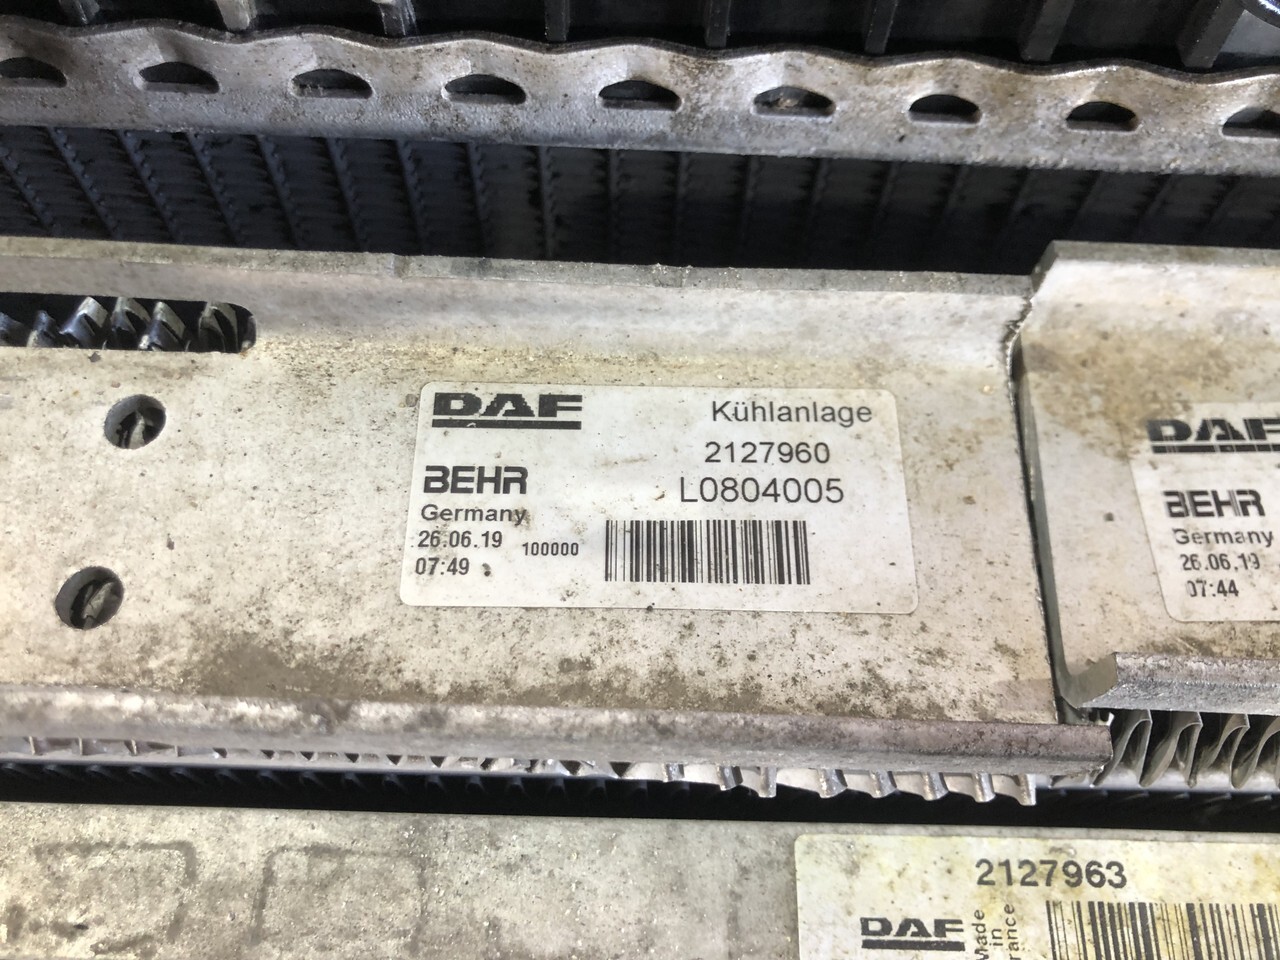 DAF Kühlanlage
2127960
BEHR L0804005
Germany
26.06.19 100000
07:49
DAF
BEHR
Germany
26.06.19
07:44
2127963
DAF
Made
in